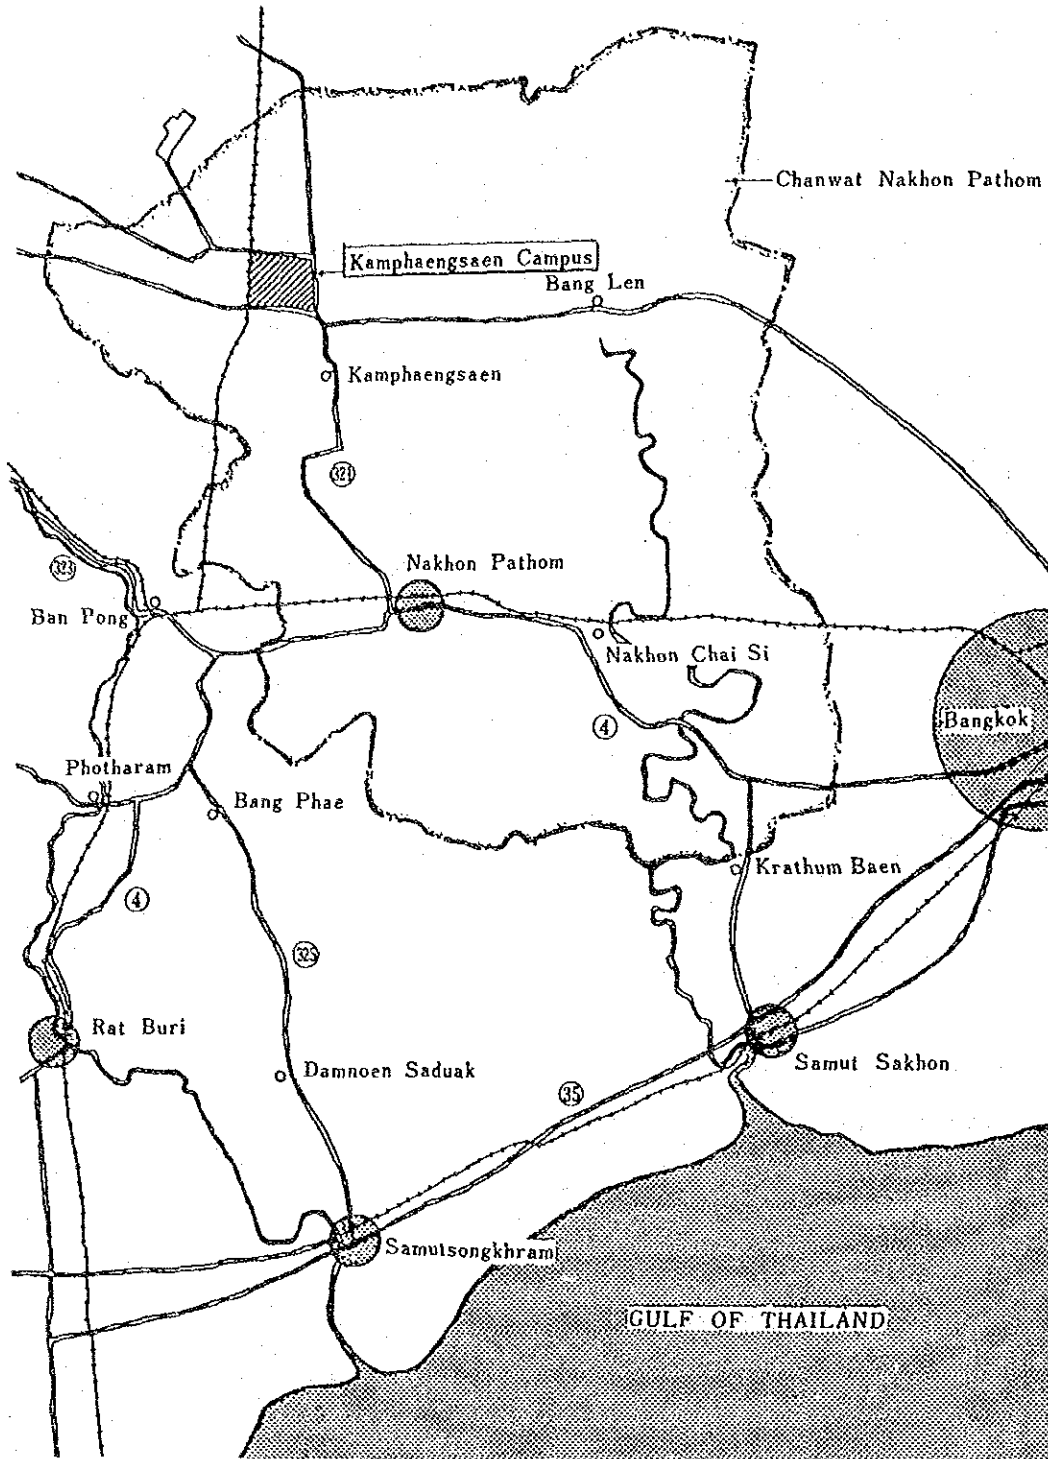 Chanwat Nakhon Pathom
Kamphaengsaen Campus
Bang Len
Kamphaengsaen
321
Nakhon Pathom
323
Ban Pong
Nakhon Chai Si
4
Bangkok
Photharam
Bang Phae
Krathum Baen
4
325
Rat Buri
Damnoen Saduak
35
Samut Sakhon
Samutsongkhram
GULF OF THAILAND